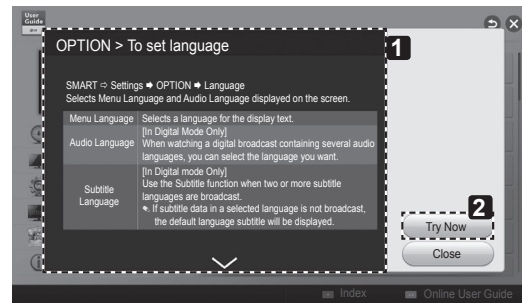 User
Guide
OPTION > To set language
1
SMART ⇨ Settings ➡ OPTION ➡ Language
Selects Menu Language and Audio Language displayed on the screen.
Menu Language Selects a language for the display text.
Audio Language [In Digital Mode Only]
When watching a digital broadcast containing several audio
languages, you can select the language you want.
Subtitle
Language
[In Digital mode Only]
Use the Subtitle function when two or more subtitle
languages are broadcast.
If subtitle data in a selected language is not broadcast,
the default language subtitle will be displayed.
2
Try Now
Close
Index
Online User Guide